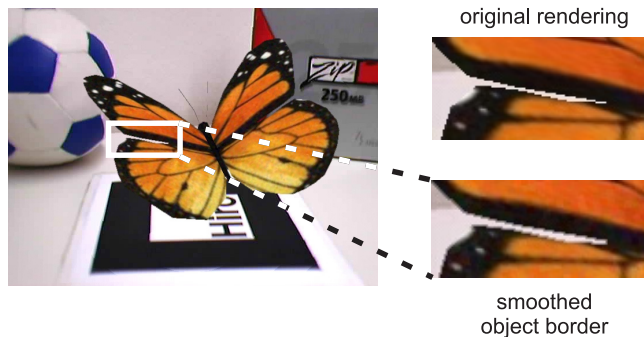 original rendering
Zip
250MB
Hiro
smoothed
object border